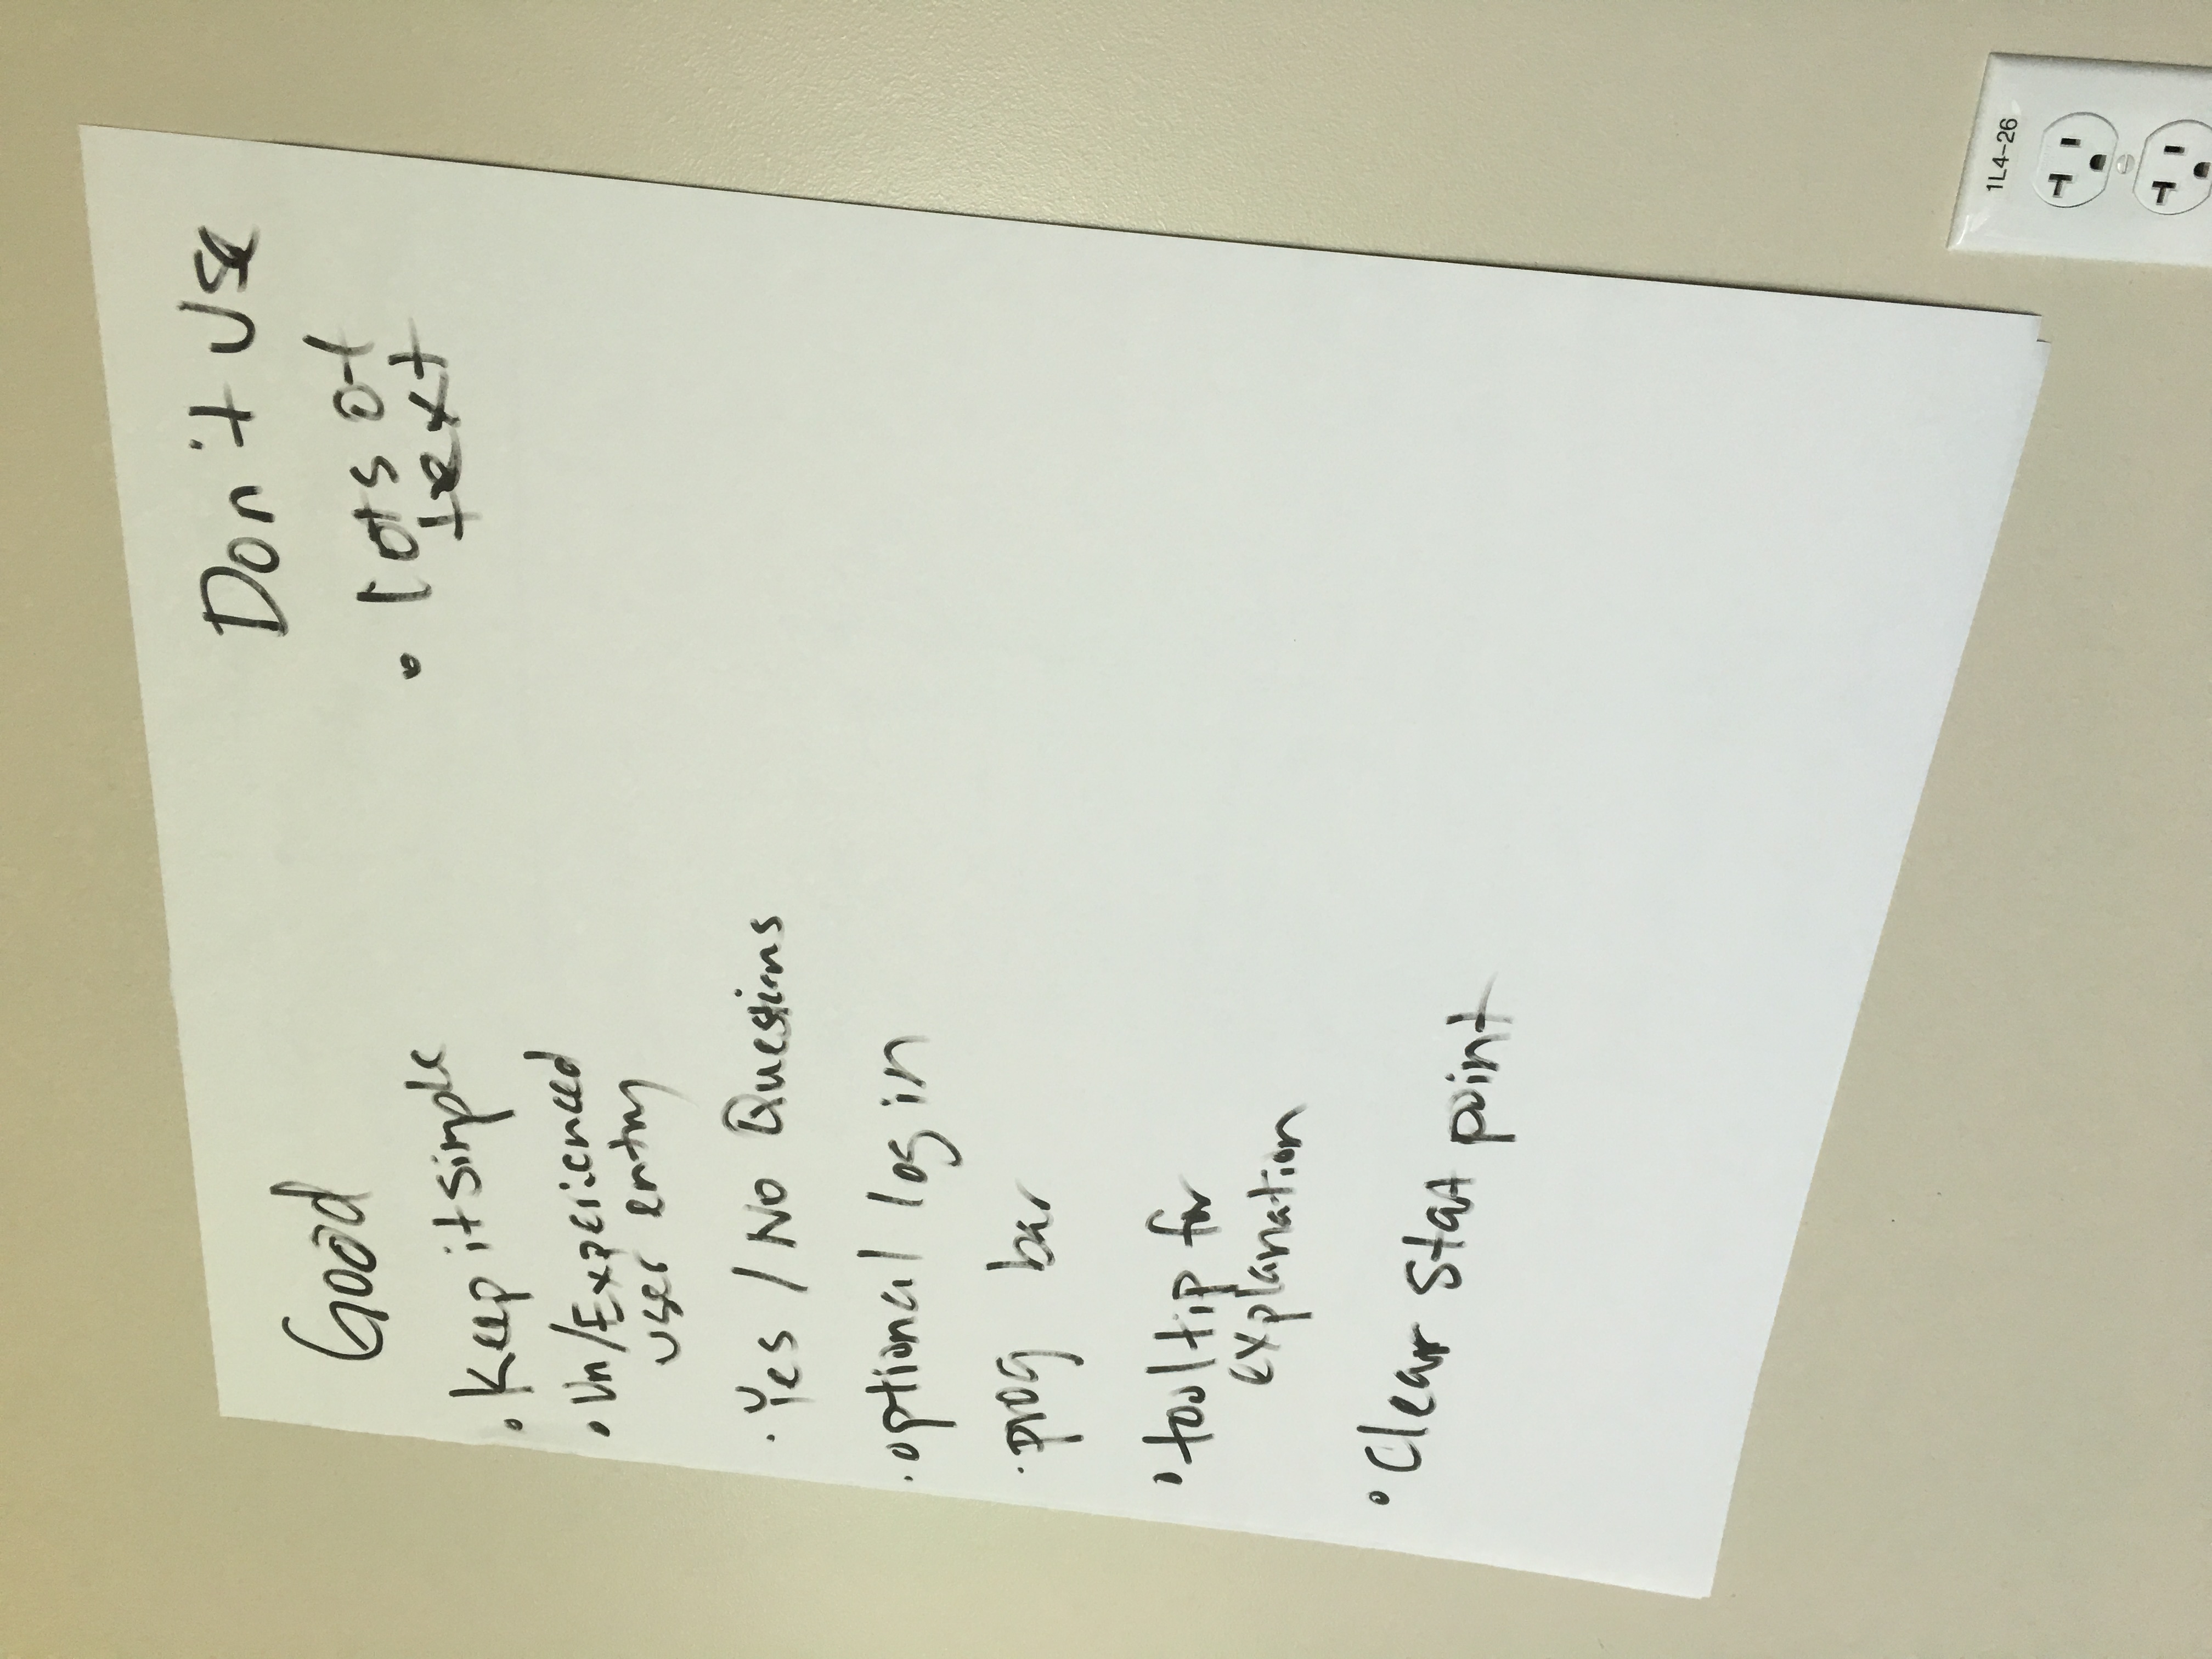 Good
• Keep it simple
• Un/Experienced
user entry
• Yes / No Questions
• optional log in
• prog bar
• tooltip for
explanation
• Clear Stat point
Don't Use
• lots of
text
1L4-26